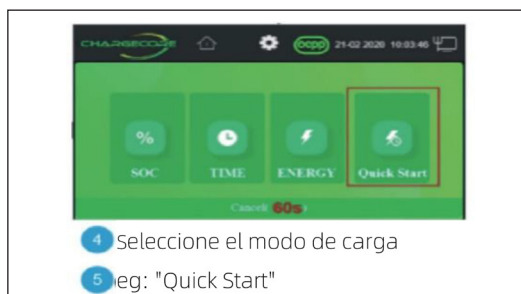 CHARGECORE ocpp 21-02 2020 10:03:46
%
SOC TIME ENERGY Quick Start
Cancel( 60s )
4 Seleccione el modo de carga
5 eg: "Quick Start"